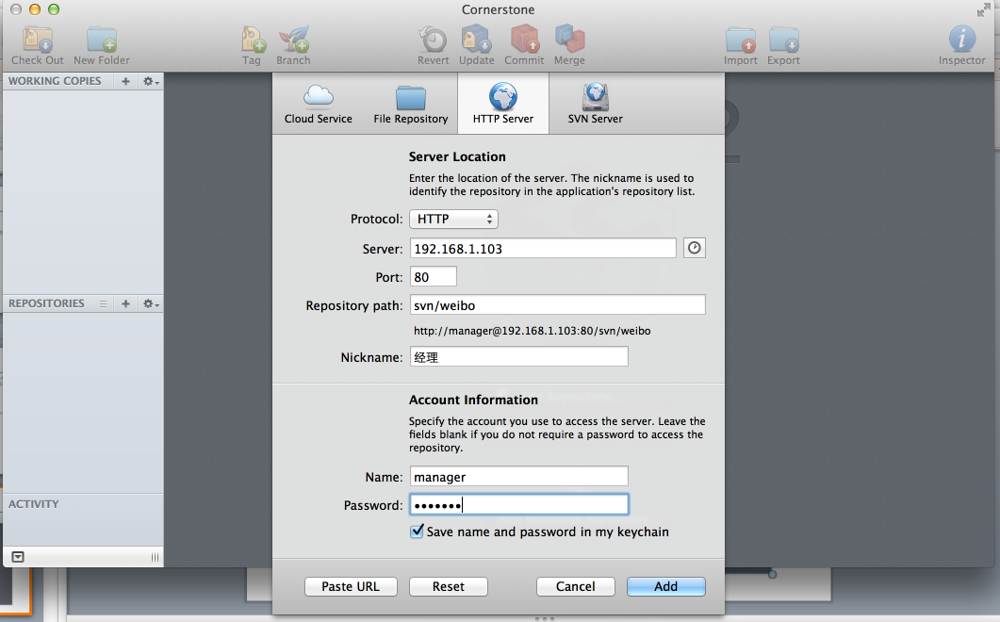 Cornerstone
Check Out New Folder Tag Branch Revert Update Commit Merge Import Export Inspector
WORKING COPIES
Cloud Service File Repository HTTP Server SVN Server
Server Location
Enter the location of the server. The nickname is used to
identify the repository in the application's repository list.
Protocol: HTTP
Server: 192.168.1.103
Port: 80
REPOSITORIES
Repository path: svn/weibo
http://manager@192.168.1.103:80/svn/weibo
Nickname: 经理
Account Information
Specify the account you use to access the server. Leave the
fields blank if you do not require a password to access the
repository.
Name: manager
ACTIVITY
Password: •••••••
Save name and password in my keychain
Paste URL Reset Cancel Add